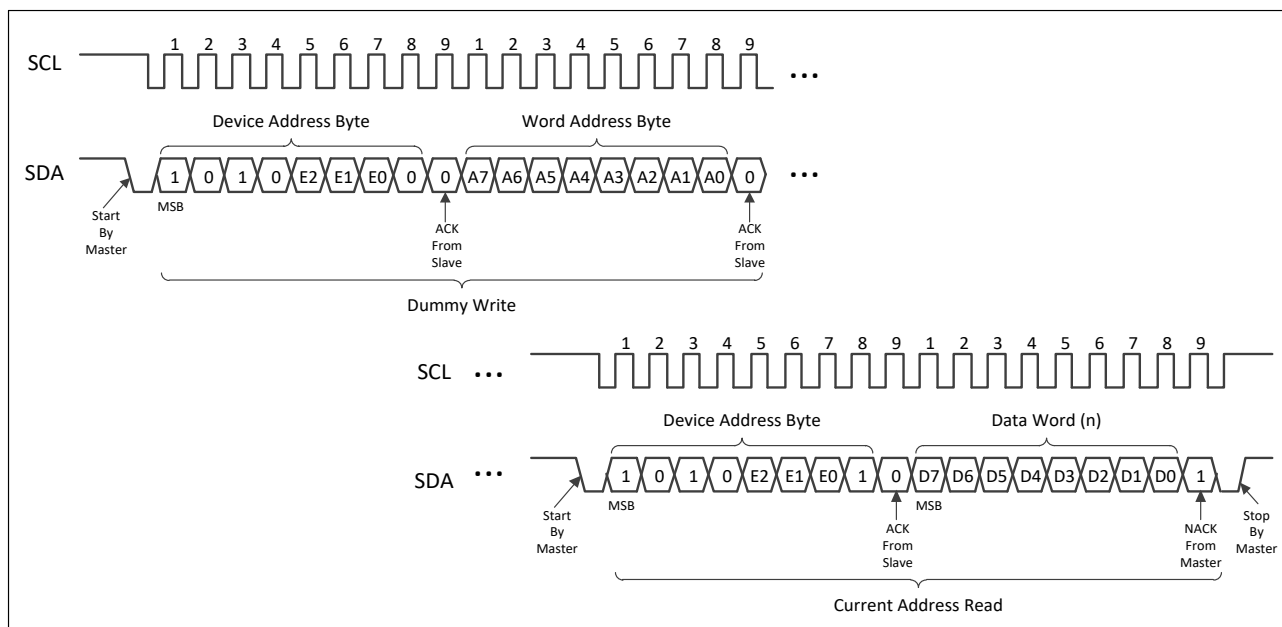 1 2 3 4 5 6 7 8 9 1 2 3 4 5 6 7 8 9
SCL ...
Device Address Byte Word Address Byte
SDA 1 0 1 0 E2 E1 E0 0 0 A7 A6 A5 A4 A3 A2 A1 A0 0 ...
MSB
Start
By
Master
ACK
From
Slave
ACK
From
Slave
Dummy Write
1 2 3 4 5 6 7 8 9 1 2 3 4 5 6 7 8 9
SCL ...
Device Address Byte Data Word (n)
SDA ... 1 0 1 0 E2 E1 E0 1 0 D7 D6 D5 D4 D3 D2 D1 D0 1
MSB MSB
Start
By
Master
ACK
From
Slave
NACK
From
Master
Stop
By
Master
Current Address Read